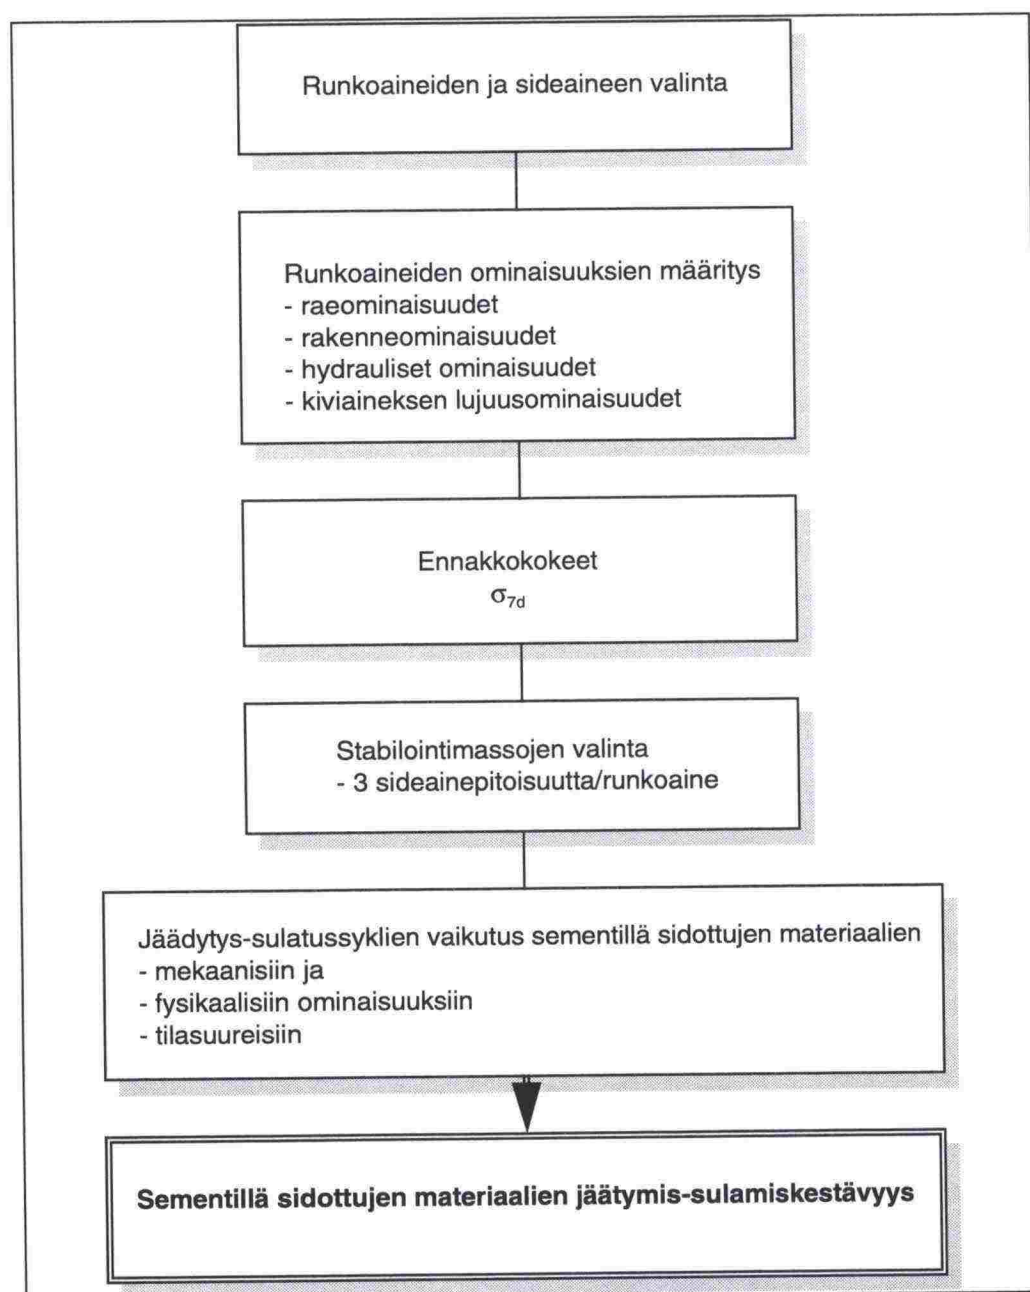 Runkoaineiden ja sideaineen valinta
Runkoaineiden ominaisuuksien määritys
- raeominaisuudet
- rakenneominaisuudet
- hydrauliset ominaisuudet
- kiviaineksen lujuusominaisuudet
Ennakkokokeet
σ7d
Stabilointimassojen valinta
- 3 sideainepitoisuutta/runkoaine
Jäädytys-sulatussyklien vaikutus sementillä sidottujen materiaalien
- mekaanisiin ja
- fysikaalisiin ominaisuuksiin
- tilasuureisiin
Sementillä sidottujen materiaalien jäätymis-sulamiskestävyys